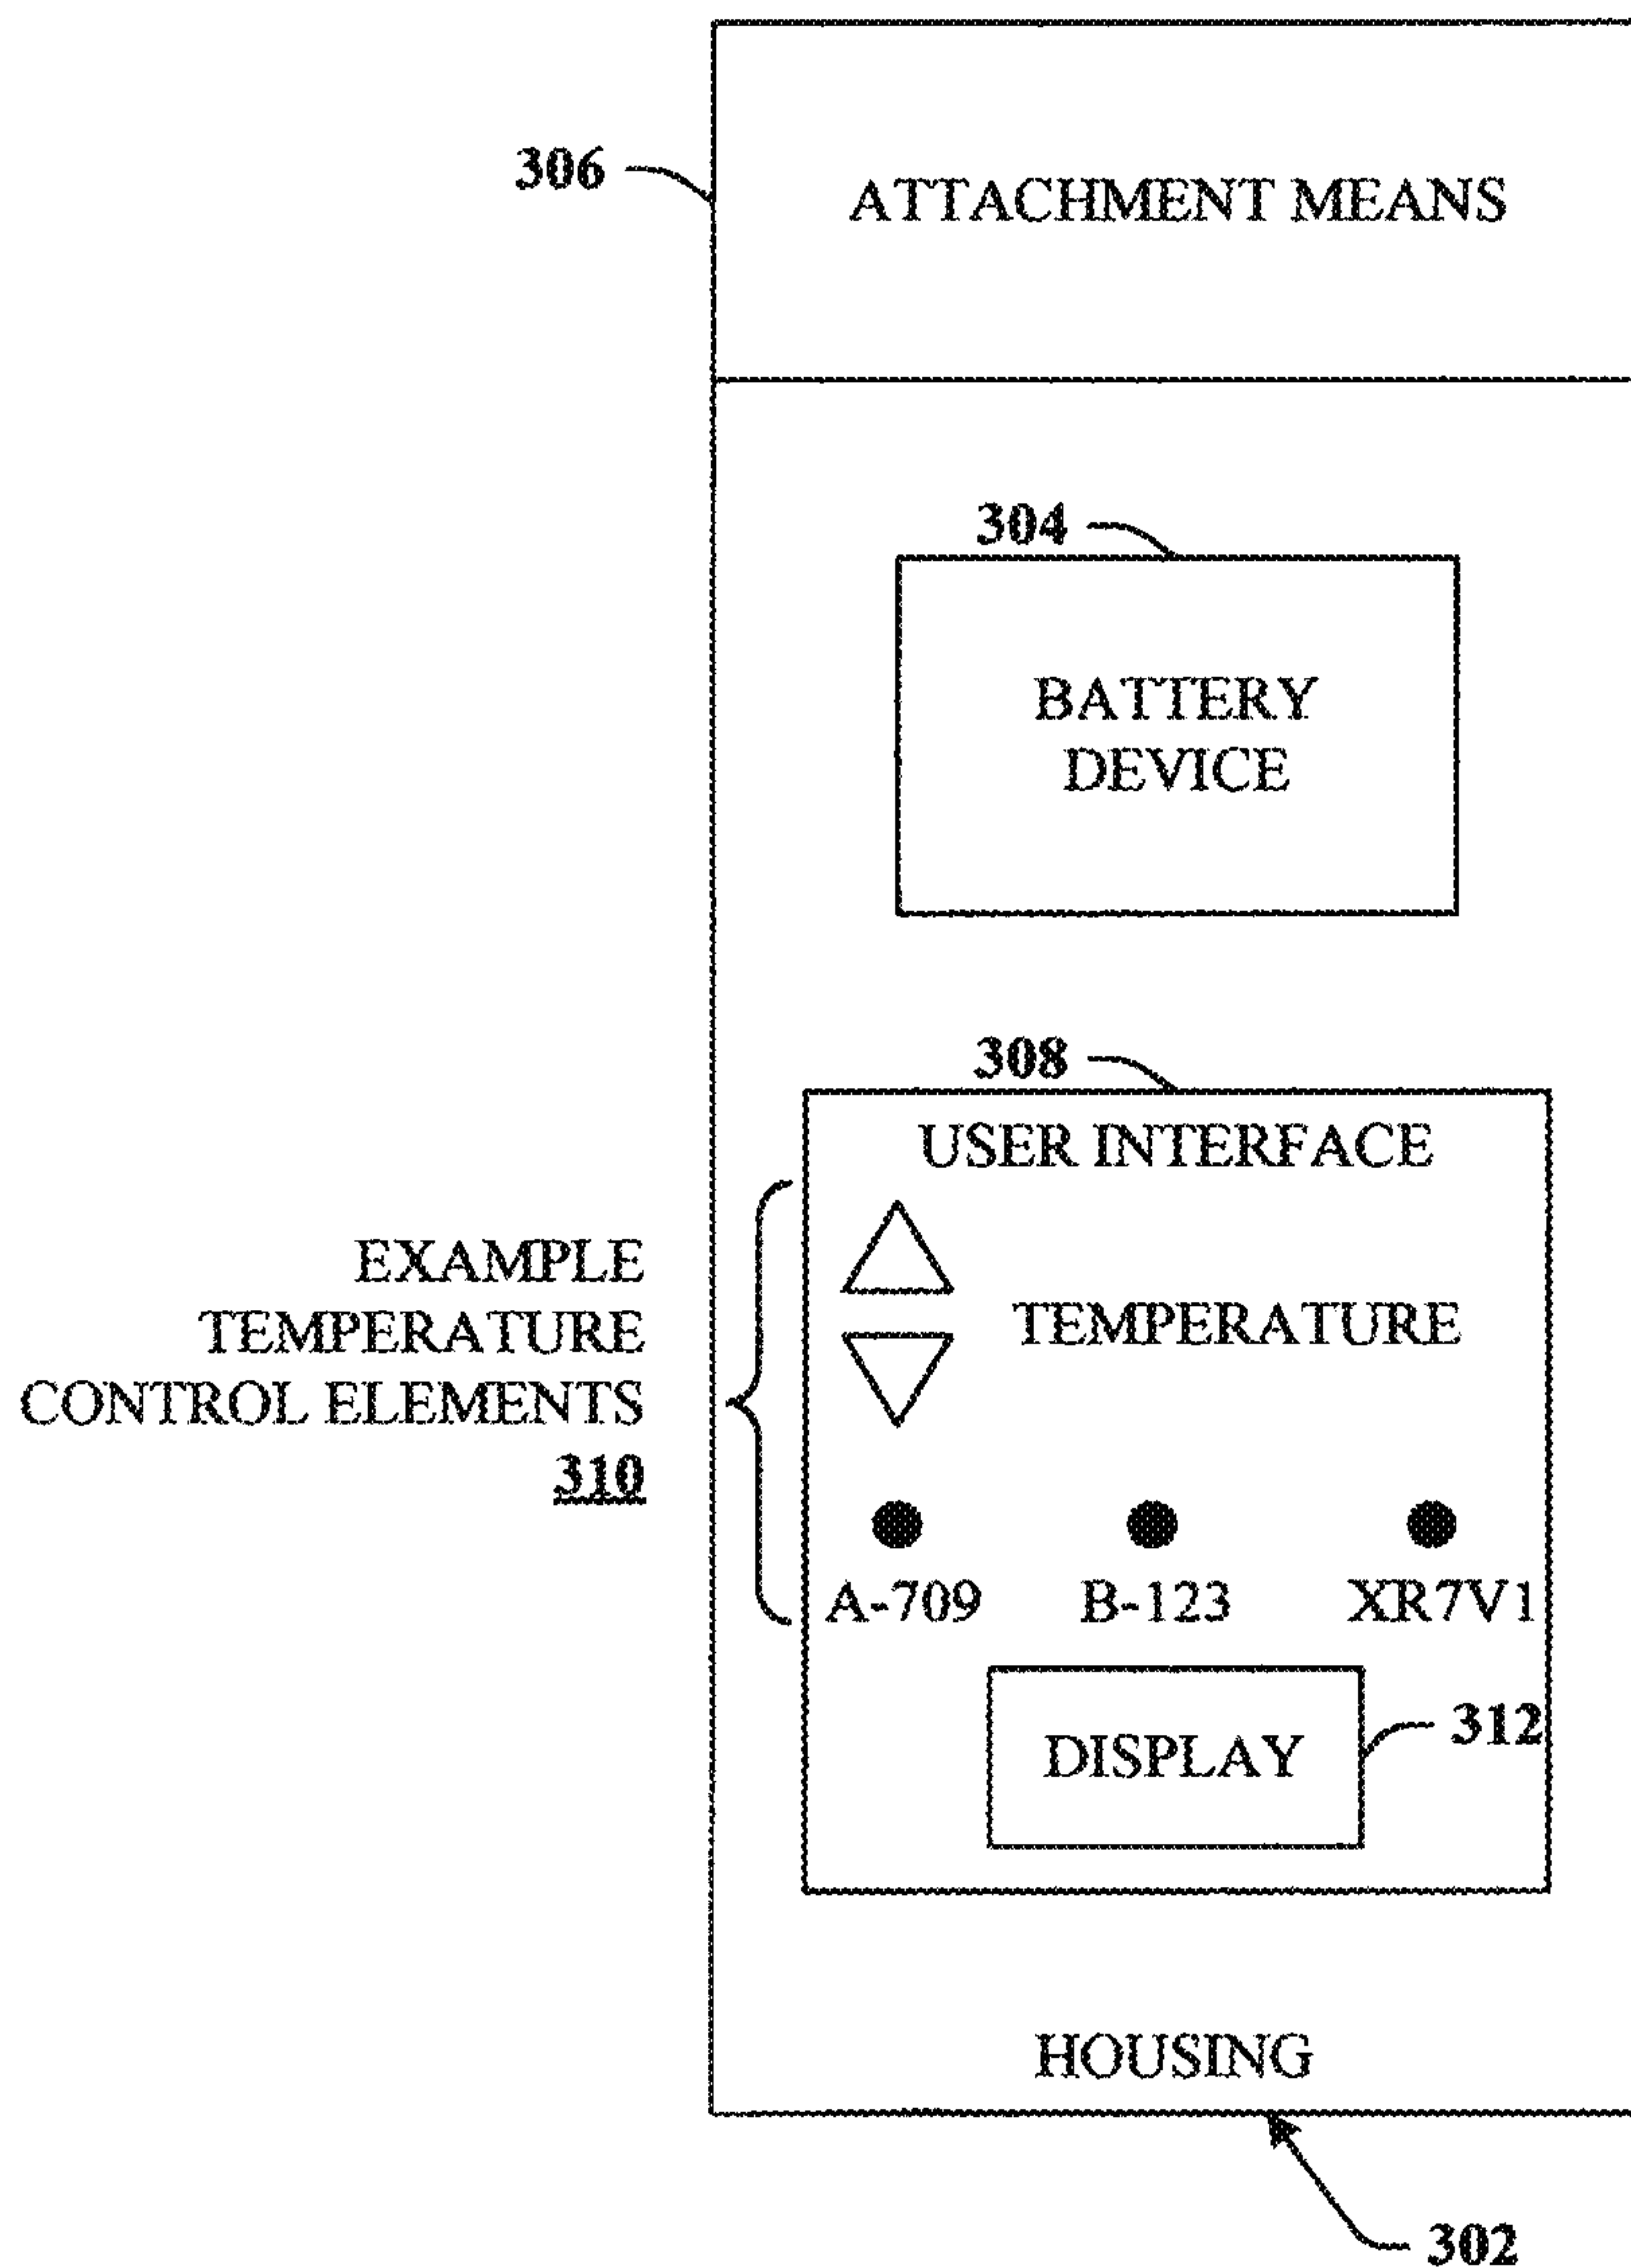 306
ATTACHMENT MEANS
304
BATTERY
DEVICE
308
USER INTERFACE
EXAMPLE
TEMPERATURE
CONTROL ELEMENTS
310
TEMPERATURE
A-709 B-123 XR7V1
DISPLAY
312
HOUSING
302